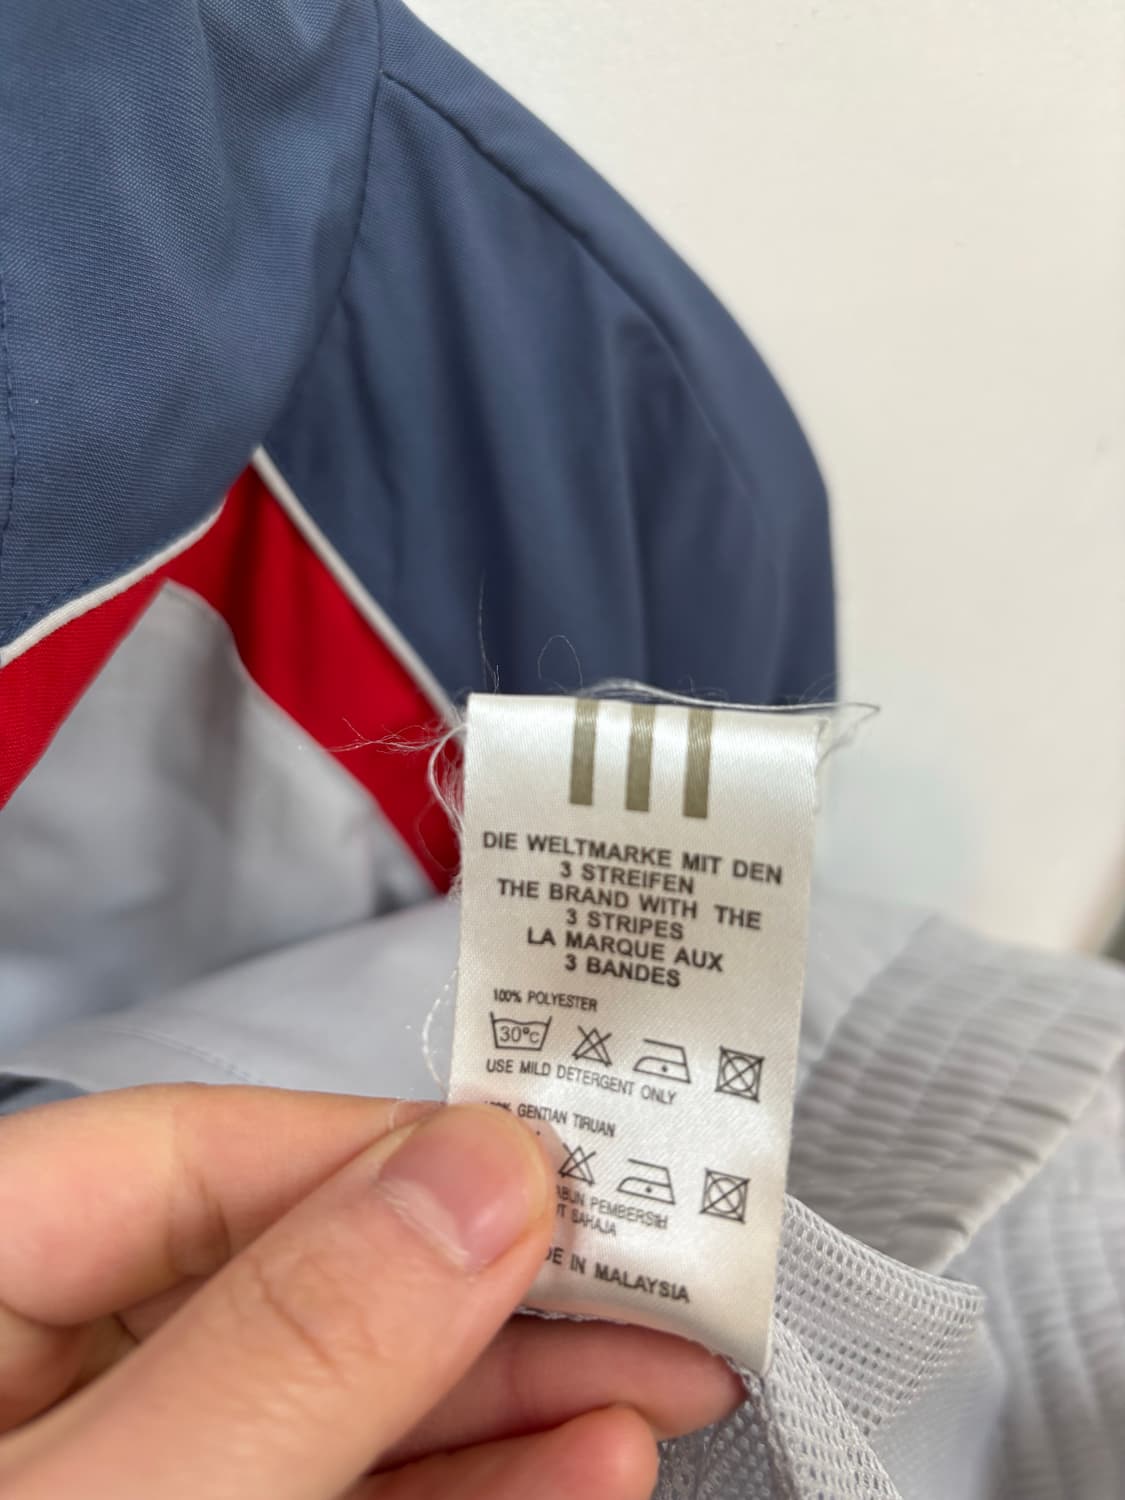 DIE WELTMARKE MIT DEN
3 STREIFEN
THE BRAND WITH THE
3 STRIPES
LA MARQUE AUX
3 BANDES
100% POLYESTER
30°C
USE MILD DETERGENT ONLY
GENTIAN TIRUAN
PEMBERSIH
SAHAJA
IN MALAYSIA